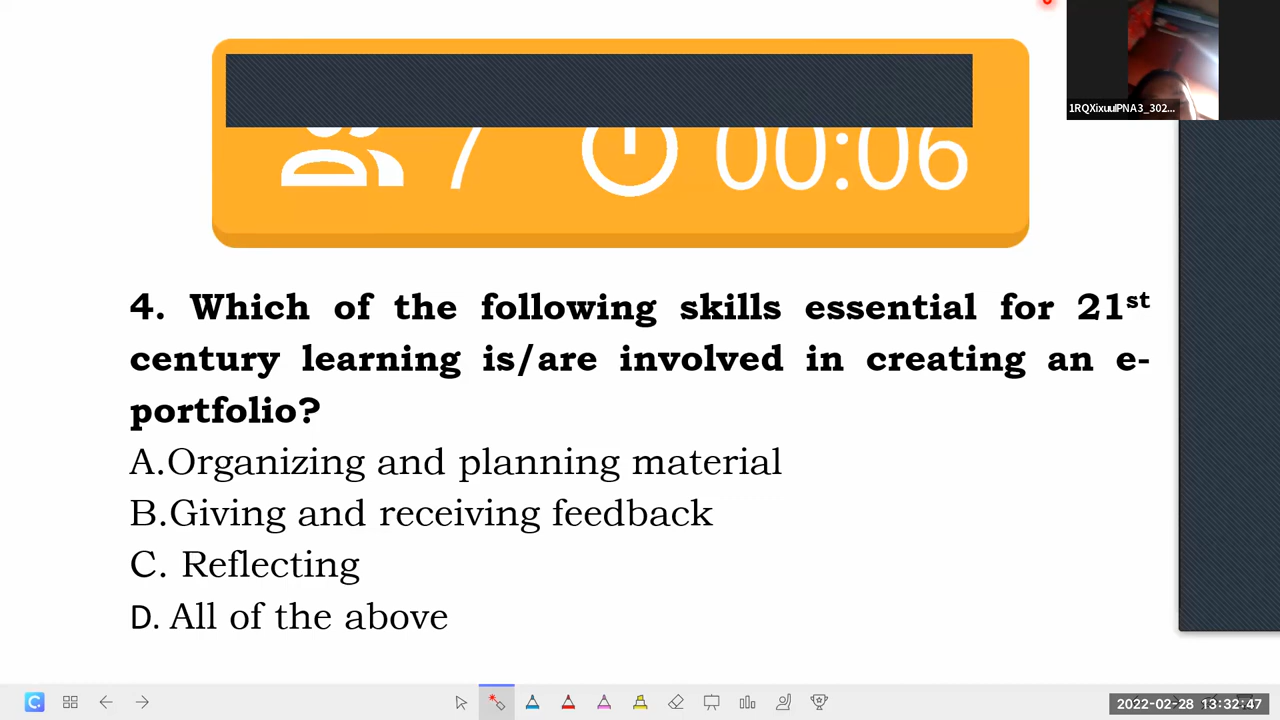 7 00:06
1RQXixuuIPNA3_302...
4. Which of the following skills essential for 21st
century learning is/are involved in creating an e-
portfolio?
A.Organizing and planning material
B.Giving and receiving feedback
C. Reflecting
D. All of the above
2022-02-28 13:32:47